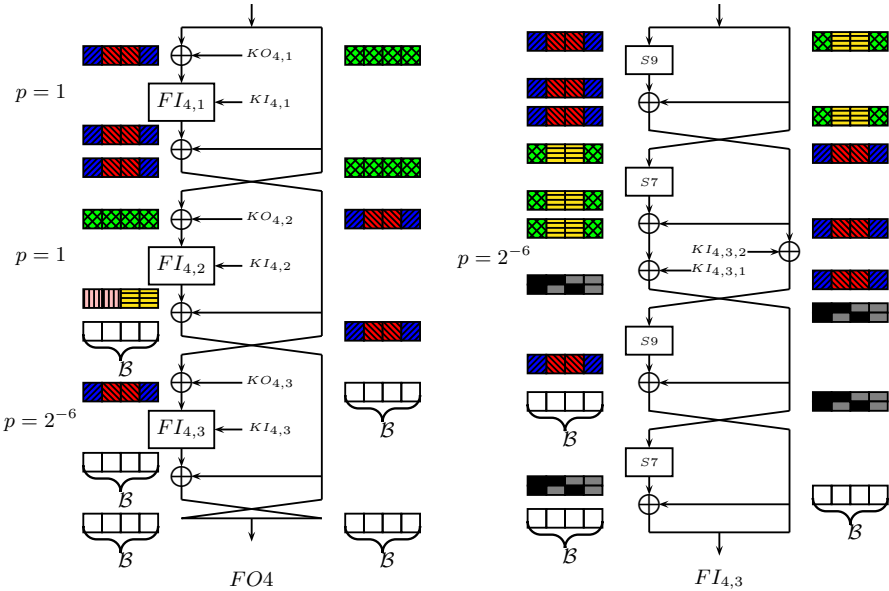 KO4,1
p = 1
FI4,1
KI4,1
KO4,2
p = 1
FI4,2
KI4,2
B
KO4,3
p = 2^-6
FI4,3
KI4,3
B
B
B
B
FO4
S9
S7
p = 2^-6
KI4,3,2
KI4,3,1
S9
B
S7
B
B
FI4,3